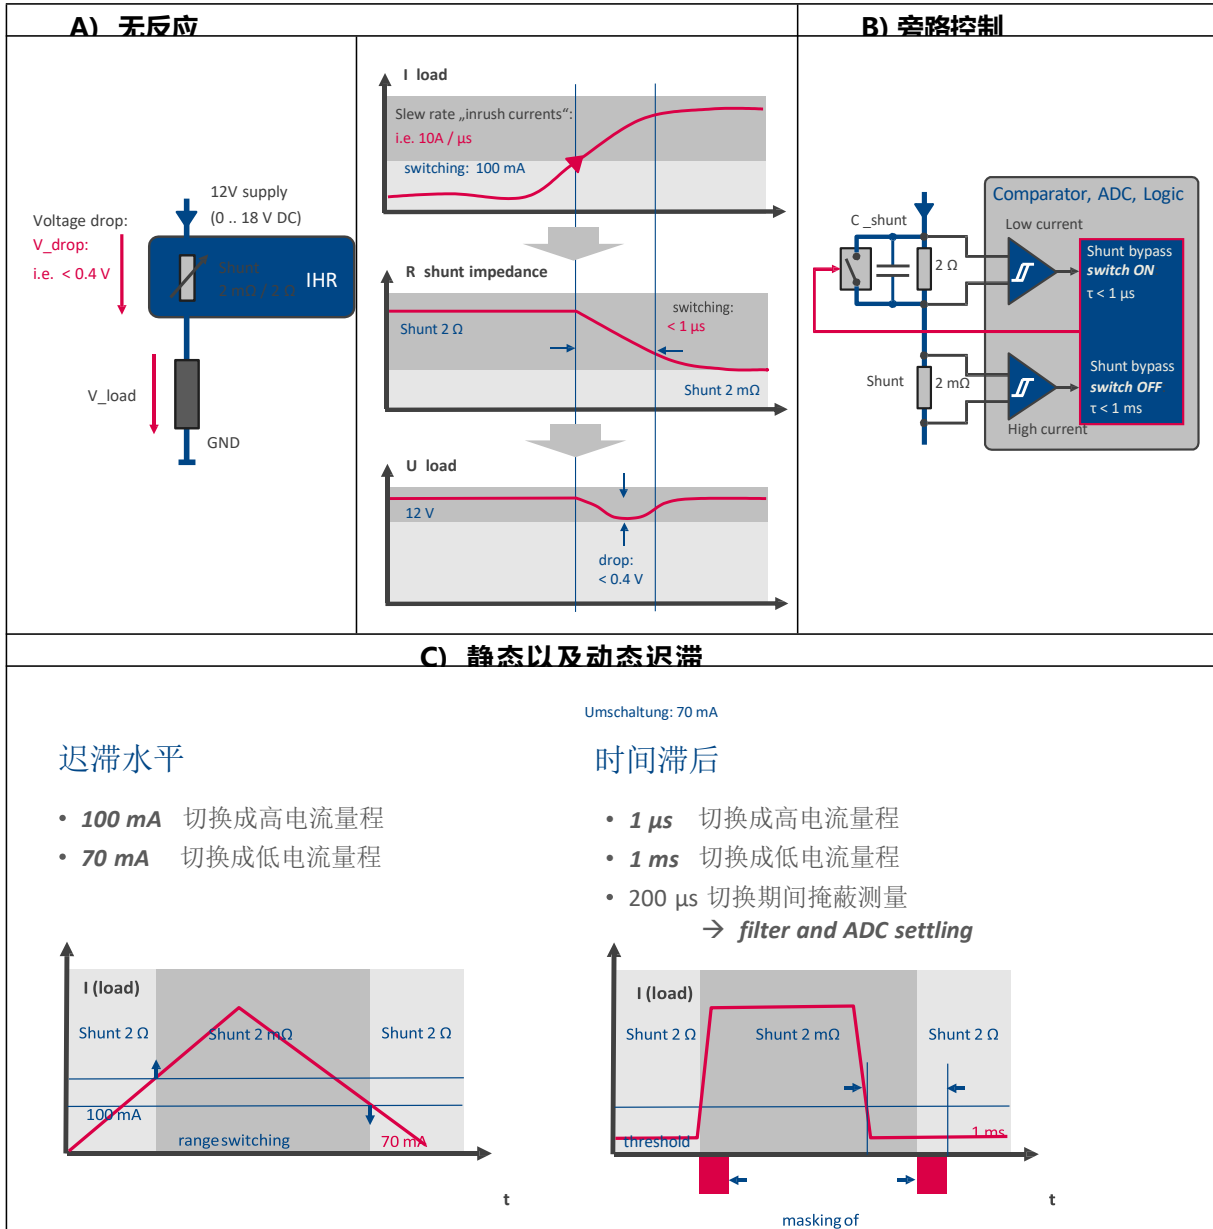 A) 无反应
B) 旁路控制
Voltage drop:
V_drop:
i.e. < 0.4 V
12V supply
(0 .. 18 V DC)
Shunt
2 mΩ / 2 Ω
IHR
V_load
GND
I load
Slew rate „inrush currents“:
i.e. 10A / µs
switching: 100 mA
R shunt impedance
switching:
< 1 µs
Shunt 2 Ω
Shunt 2 mΩ
U load
12 V
drop:
< 0.4 V
Comparator, ADC, Logic
C_shunt
Low current
2 Ω
Shunt bypass
switch ON
τ < 1 µs
Shunt
2 mΩ
Shunt bypass
switch OFF
τ < 1 ms
High current
C) 静态以及动态迟滞
Umschaltung: 70 mA
迟滞水平
• 100 mA 切换成高电流量程
• 70 mA 切换成低电流量程
I (load)
Shunt 2 Ω
Shunt 2 mΩ
Shunt 2 Ω
100 mA
range switching
70 mA
t
时间滞后
• 1 µs 切换成高电流量程
• 1 ms 切换成低电流量程
• 200 µs 切换期间掩蔽测量
→ filter and ADC settling
I (load)
Shunt 2 Ω
Shunt 2 mΩ
Shunt 2 Ω
threshold
1 ms
t
masking of